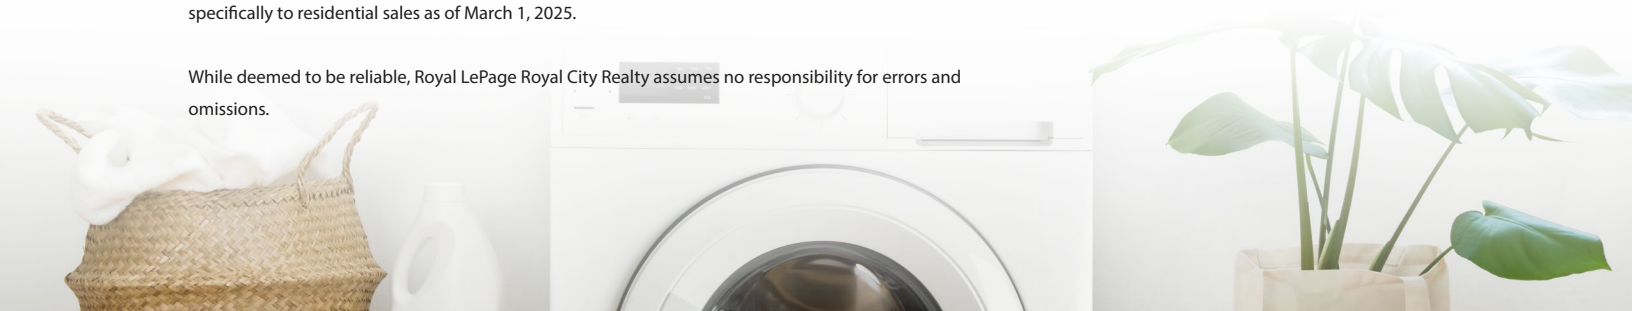 specifically to residential sales as of March 1, 2025.
While deemed to be reliable, Royal LePage Royal City Realty assumes no responsibility for errors and
omissions.